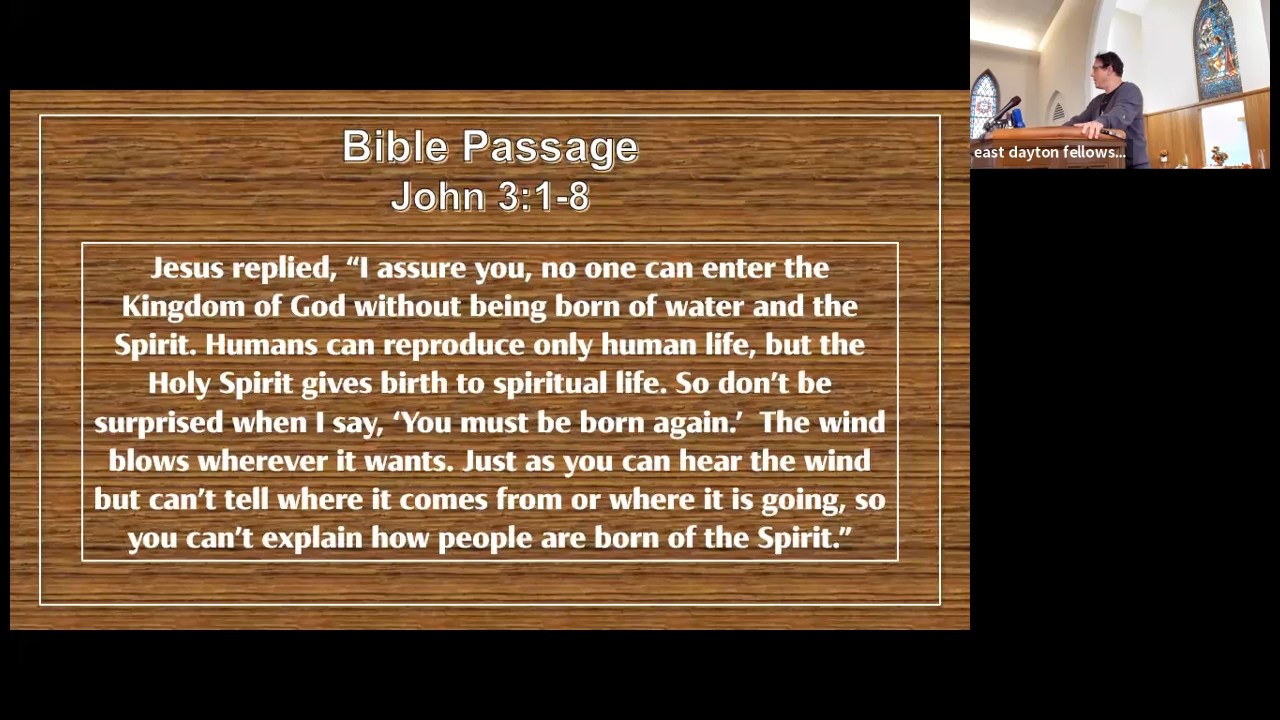 Bible Passage
John 3:1-8
Jesus replied, “I assure you, no one can enter the
Kingdom of God without being born of water and the
Spirit. Humans can reproduce only human life, but the
Holy Spirit gives birth to spiritual life. So don’t be
surprised when I say, ‘You must be born again.’  The wind
blows wherever it wants. Just as you can hear the wind
but can’t tell where it comes from or where it is going, so
you can’t explain how people are born of the Spirit.”
east dayton fellows...